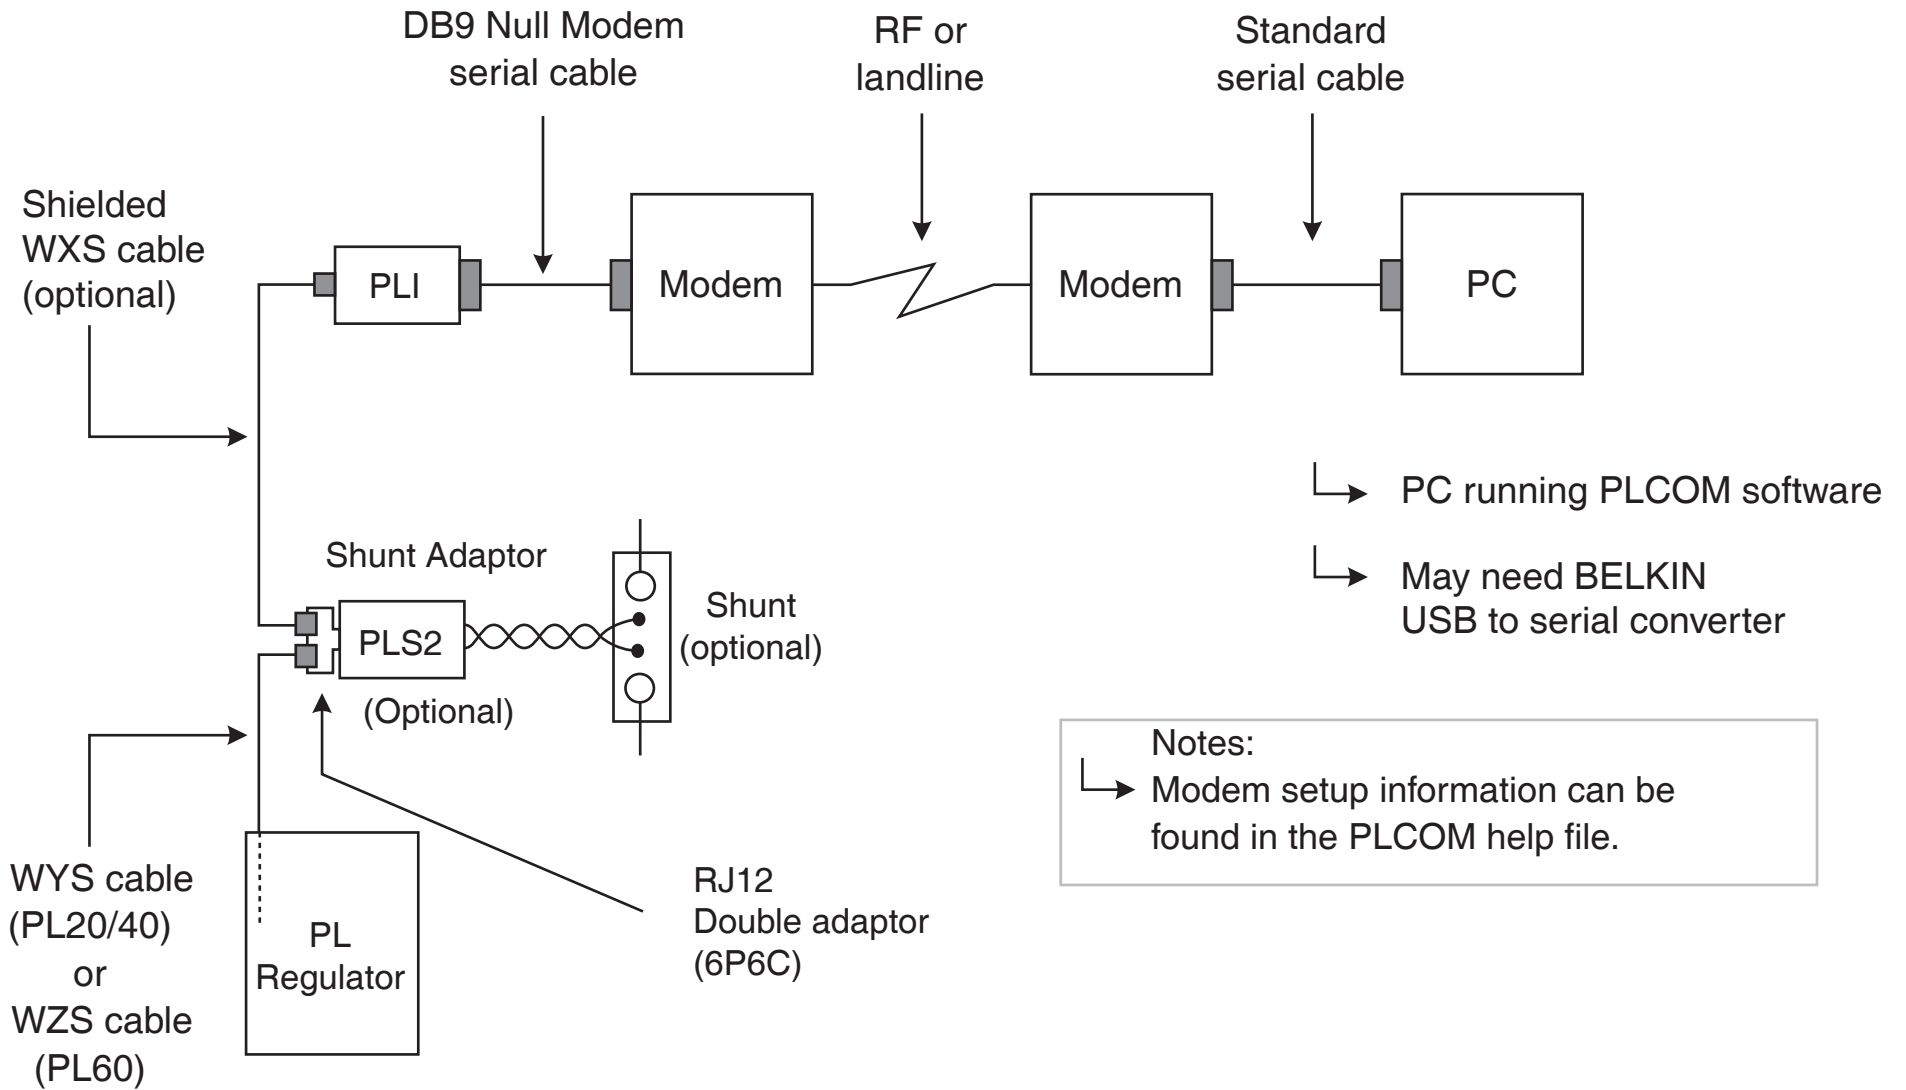 DB9 Null Modem
serial cable
RF or
landline
Standard
serial cable
Shielded
WXS cable
(optional)
PLI
Modem
Modem
PC
PC running PLCOM software
May need BELKIN
USB to serial converter
Shunt Adaptor
PLS2
(Optional)
Shunt
(optional)
Notes:
Modem setup information can be
found in the PLCOM help file.
WYS cable
(PL20/40)
or
WZS cable
(PL60)
PL
Regulator
RJ12
Double adaptor
(6P6C)